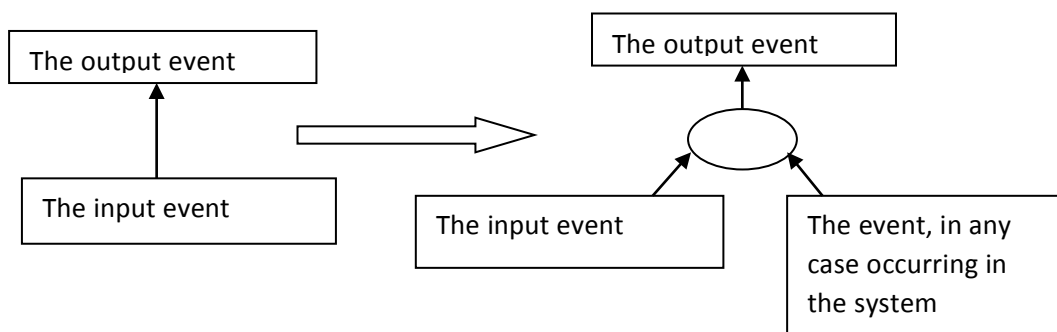 The output event
The input event
The output event
The input event
The event, in any
case occurring in
the system